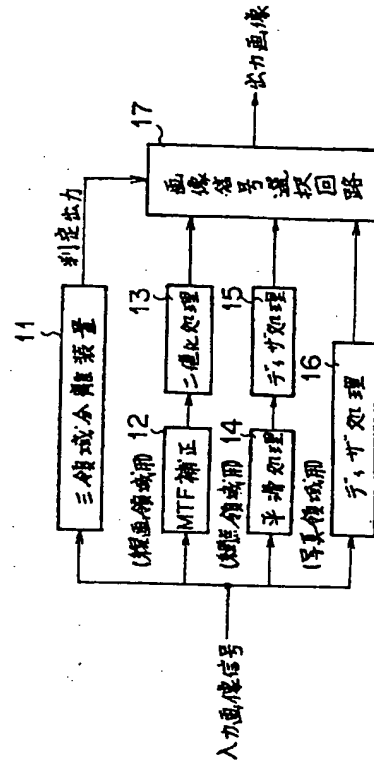 入力画像信号
11
三領域分離装置
判定出力
(線画領域用)
12
MTF補正
13
二値化処理
(網点領域用)
14
平滑処理
15
ディザ処理
(写真領域用)
16
ディザ処理
17
画像信号選択回路
出力画像